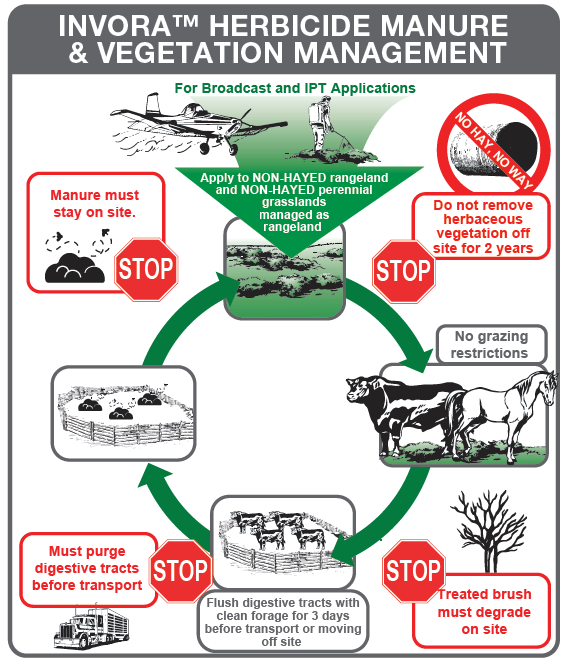 INVORA™ HERBICIDE MANURE
& VEGETATION MANAGEMENT
For Broadcast and IPT Applications
Apply to NON-HAYED rangeland
and NON-HAYED perennial
grasslands
managed as
rangeland
NO HAY, NO WAY
Manure must
stay on site.
STOP
Do not remove
herbaceous
vegetation off
site for 2 years
STOP
No grazing
restrictions
Must purge
digestive tracts
before transport
STOP
Flush digestive tracts with
clean forage for 3 days
before transport or moving
off site
STOP
Treated brush
must degrade
on site